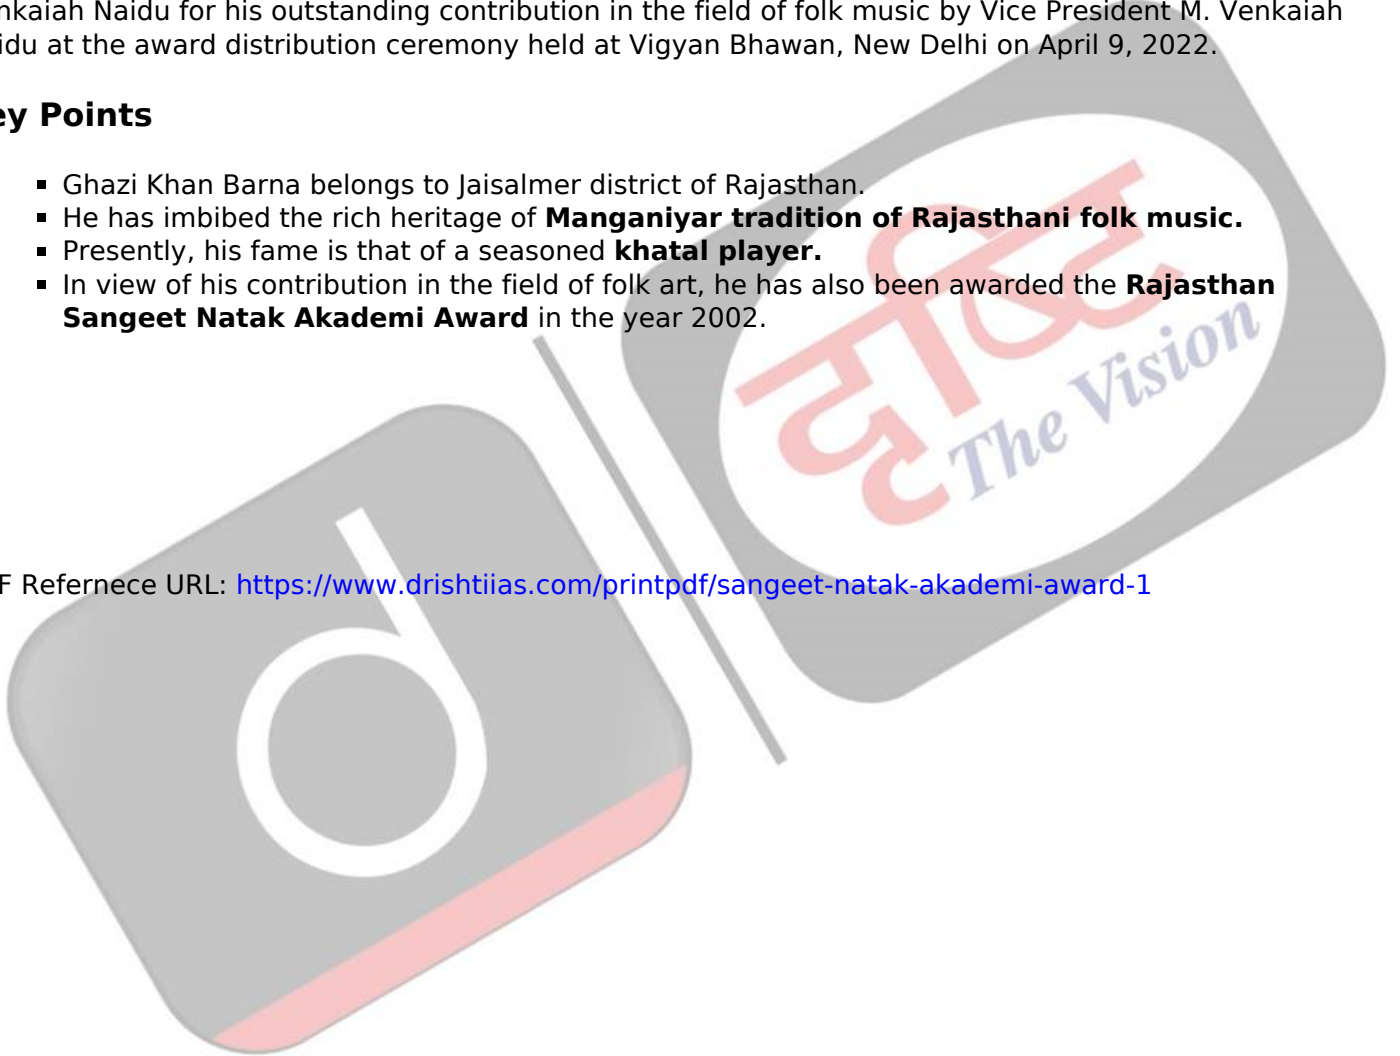 nkaiah Naidu for his outstanding contribution in the field of folk music by Vice President M. Venkaiah
idu at the award distribution ceremony held at Vigyan Bhawan, New Delhi on April 9, 2022.
ey Points
▪ Ghazi Khan Barna belongs to Jaisalmer district of Rajasthan.
▪ He has imbibed the rich heritage of Manganiyar tradition of Rajasthani folk music.
▪ Presently, his fame is that of a seasoned khatal player.
▪ In view of his contribution in the field of folk art, he has also been awarded the Rajasthan
Sangeet Natak Akademi Award in the year 2002.
दृष्टि
The Vision
d
F Refernece URL: https://www.drishtiias.com/printpdf/sangeet-natak-akademi-award-1